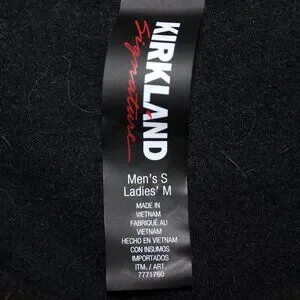 KIRKLAND
Signature
Men's S
Ladies' M
MADE IN
VIETNAM
FABRIQUÉ AU
VIETNAM
HECHO EN VIETNAM
CON INSUMOS
IMPORTADOS
ITM. / ART.
7771760